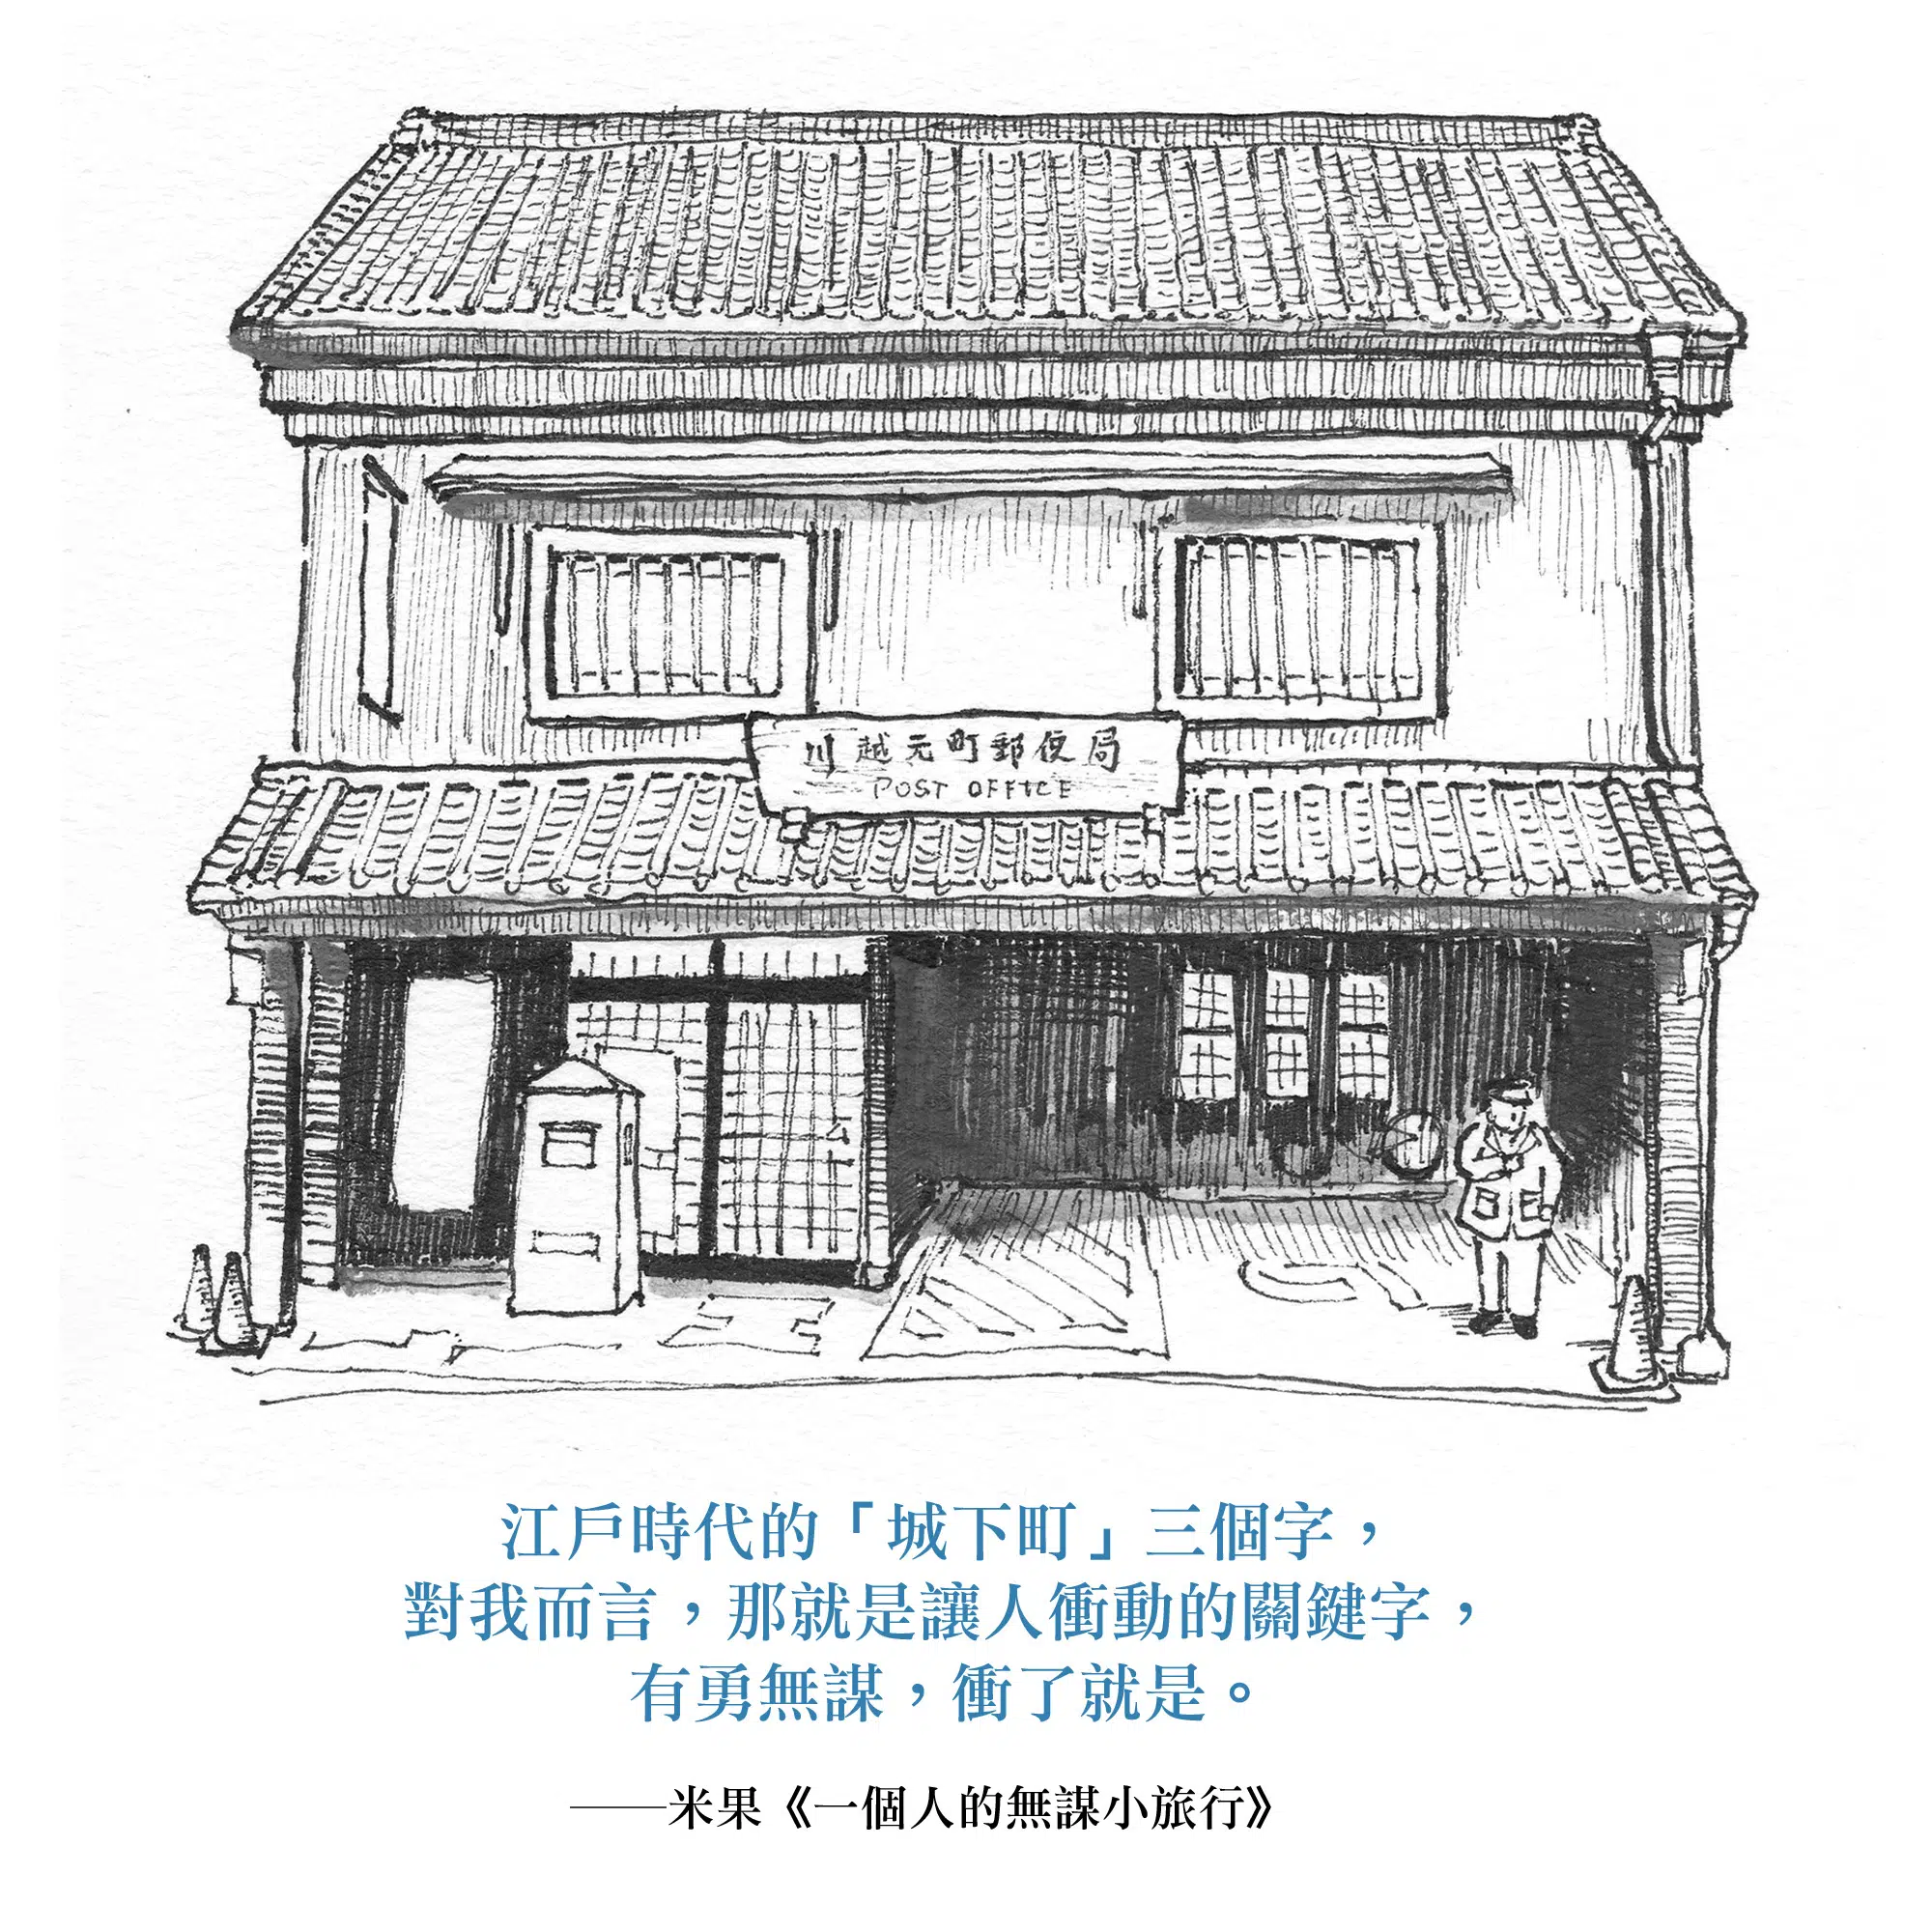 川越元町郵便局
POST OFFICE
江戶時代的「城下町」三個字，
對我而言，那就是讓人衝動的關鍵字，
有勇無謀，衝了就是。
──米果《一個人的無謀小旅行》